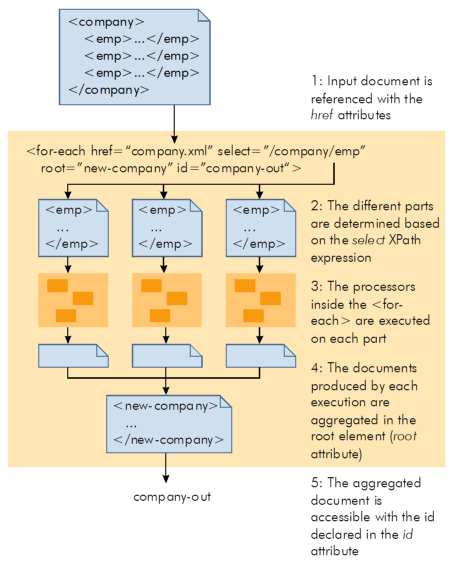 <company>
<emp>...</emp>
<emp>...</emp>
<emp>...</emp>
</company>
1: Input document is
referenced with the
href attributes
<for-each href="company.xml" select="/company/emp"
root="new-company" id="company-out">
<emp>
...
</emp>
<emp>
...
</emp>
<emp>
...
</emp>
2: The different parts
are determined based
on the select XPath
expression
3: The processors
inside the <for-
each> are executed
on each part
4: The documents
produced by each
execution are
aggregated in the
root element (root
attribute)
<new-company>
...
</new-company>
company-out
5: The aggregated
document is
accessible with the id
declared in the id
attribute